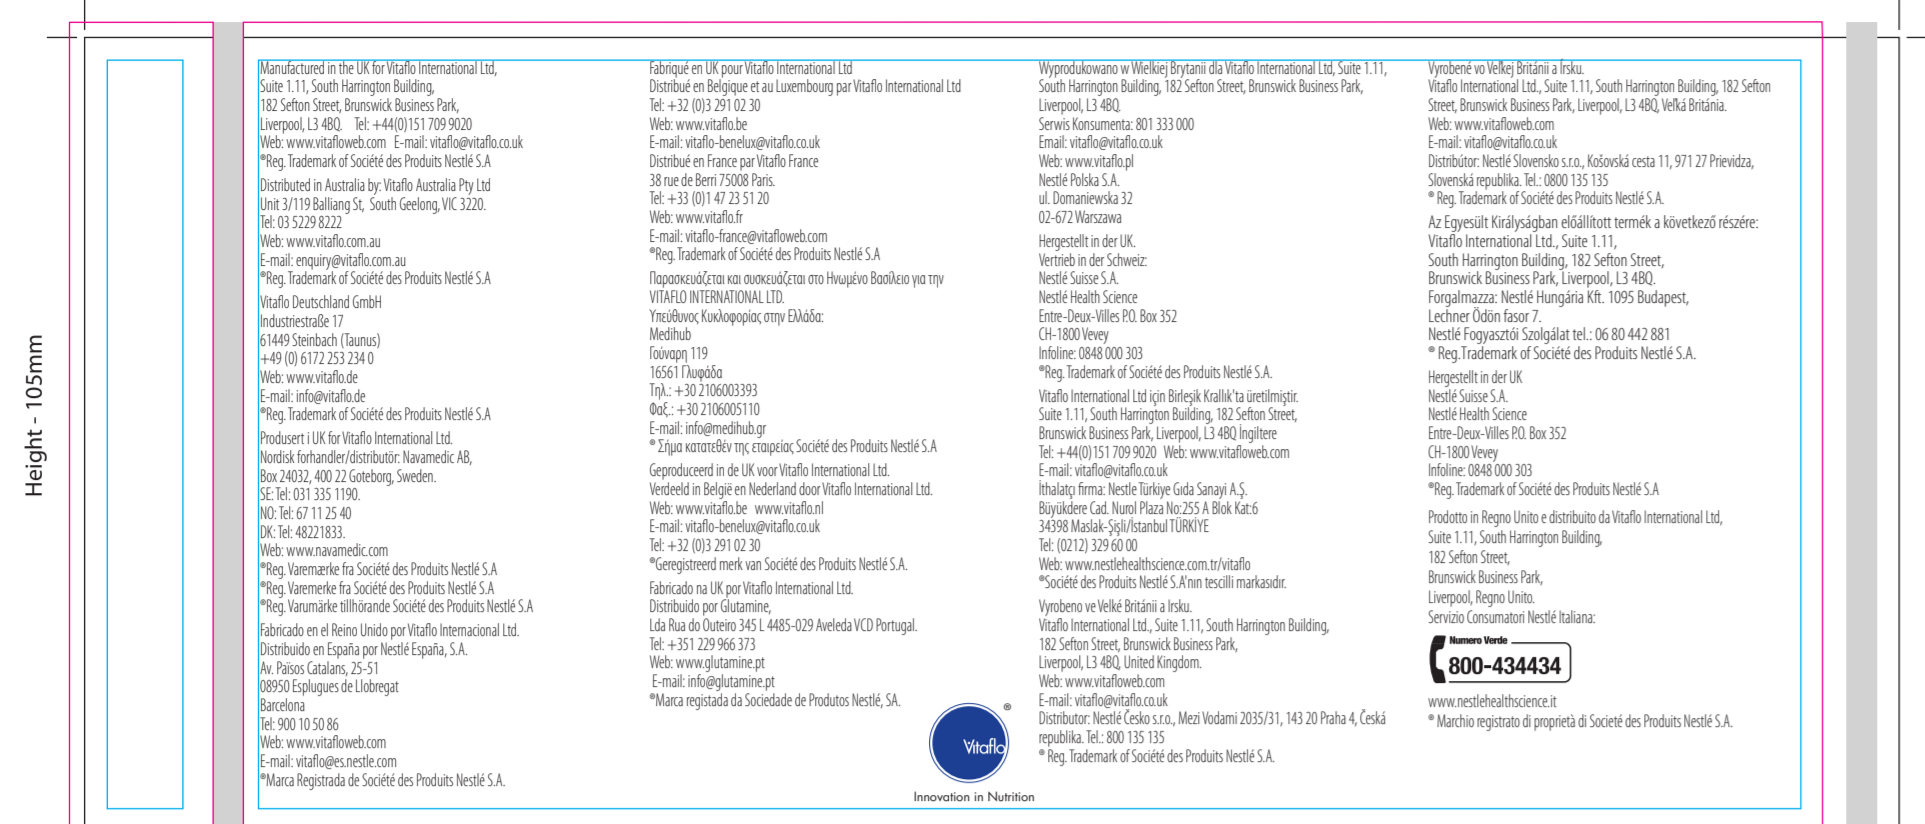 Height - 105mm
Manufactured in the UK for Vitaflo International Ltd,
Suite 1.11, South Harrington Building,
182 Sefton Street, Brunswick Business Park,
Liverpool, L3 4BQ. Tel: +44(0)151 709 9020
Web: www.vitafloweb.com E-mail: vitaflo@vitaflo.co.uk
®Reg. Trademark of Société des Produits Nestlé S.A
Distributed in Australia by: Vitaflo Australia Pty Ltd
Unit 3/119 Balliang St, South Geelong, VIC 3220.
Tel: 03 5229 8222
Web: www.vitaflo.com.au
E-mail: enquiry@vitaflo.com.au
®Reg. Trademark of Société des Produits Nestlé S.A
Vitaflo Deutschland GmbH
Industriestraße 17
61449 Steinbach (Taunus)
+49 (0) 6172 253 234 0
Web: www.vitaflo.de
E-mail: info@vitaflo.de
®Reg. Trademark of Société des Produits Nestlé S.A
Produsert i UK for Vitaflo International Ltd.
Nordisk forhandler/distributör: Navamedic AB,
Box 24032, 400 22 Goteborg, Sweden.
SE: Tel: 031 335 1190.
NO: Tel: 67 11 25 40
DK: Tel: 48221833.
Web: www.navamedic.com
®Reg. Varemærke fra Société des Produits Nestlé S.A
®Reg. Varemerke fra Société des Produits Nestlé S.A
®Reg. Varumärke tillhörande Société des Produits Nestlé S.A
Fabricado en el Reino Unido por Vitaflo Internacional Ltd.
Distribuido en España por Nestlé España, S.A.
Av. Països Catalans, 25-51
08950 Esplugues de Llobregat
Barcelona
Tel: 900 10 50 86
Web: www.vitafloweb.com
E-mail: vitaflo@es.nestle.com
®Marca Registrada de Société des Produits Nestlé S.A.
Fabriqué en UK pour Vitaflo International Ltd
Distribué en Belgique et au Luxembourg par Vitaflo International Ltd
Tel: +32 (0)3 291 02 30
Web: www.vitaflo.be
E-mail: vitaflo-benelux@vitaflo.co.uk
Distribué en France par Vitaflo France
38 rue de Berri 75008 Paris.
Tel: +33 (0)1 47 23 51 20
Web: www.vitaflo.fr
E-mail: vitaflo-france@vitafloweb.com
®Reg. Trademark of Société des Produits Nestlé S.A
Παρασκευάζεται και συσκευάζεται στο Ηνωμένο Βασίλειο για την
VITAFLO INTERNATIONAL LTD.
Υπεύθυνος Κυκλοφορίας στην Ελλάδα:
Medihub
Γούναρη 119
16561 Γλυφάδα
Τηλ.: +30 2106003393
Φαξ.: +30 2106005110
E-mail: info@medihub.gr
® Σήμα κατατεθέν της εταιρείας Société des Produits Nestlé S.A
Geproduceerd in de UK voor Vitaflo International Ltd.
Verdeeld in België en Nederland door Vitaflo International Ltd.
Web: www.vitaflo.be www.vitaflo.nl
E-mail: vitaflo-benelux@vitaflo.co.uk
Tel: +32 (0)3 291 02 30
®Geregistreerd merk van Société des Produits Nestlé S.A.
Fabricado na UK por Vitaflo International Ltd.
Distribuido por Glutamine,
Lda Rua do Outeiro 345 L 4485-029 Aveleda VCD Portugal.
Tel: +351 229 966 373
Web: www.glutamine.pt
E-mail: info@glutamine.pt
®Marca registada da Sociedade de Produtos Nestlé, SA.
Vitaflo ®
Innovation in Nutrition
Wyprodukowano w Wielkiej Brytanii dla Vitaflo International Ltd, Suite 1.11,
South Harrington Building, 182 Sefton Street, Brunswick Business Park,
Liverpool, L3 4BQ.
Serwis Konsumenta: 801 333 000
Email: vitaflo@vitaflo.co.uk
Web: www.vitaflo.pl
Nestlé Polska S.A.
ul. Domaniewska 32
02-672 Warszawa
Hergestellt in der UK.
Vertrieb in der Schweiz:
Nestlé Suisse S.A.
Nestlé Health Science
Entre-Deux-Villes P.O. Box 352
CH-1800 Vevey
Infoline: 0848 000 303
®Reg. Trademark of Société des Produits Nestlé S.A.
Vitaflo International Ltd için Birleşik Krallık'ta üretilmiştir.
Suite 1.11, South Harrington Building, 182 Sefton Street,
Brunswick Business Park, Liverpool, L3 4BQ İngiltere
Tel: +44(0)151 709 9020 Web: www.vitafloweb.com
E-mail: vitaflo@vitaflo.co.uk
İthalatçı firma: Nestle Türkiye Gıda Sanayi A.Ş.
Büyükdere Cad. Nurol Plaza No:255 A Blok Kat:6
34398 Maslak-Şişli/İstanbul TÜRKİYE
Tel: (0212) 329 60 00
Web: www.nestlehealthscience.com.tr/vitaflo
®Société des Produits Nestlé S.A'nın tescilli markasıdır.
Vyrobeno ve Velké Británii a Irsku.
Vitaflo International Ltd., Suite 1.11, South Harrington Building,
182 Sefton Street, Brunswick Business Park,
Liverpool, L3 4BQ, United Kingdom.
Web: www.vitafloweb.com
E-mail: vitaflo@vitaflo.co.uk
Distributor: Nestlé Česko s.r.o., Mezi Vodami 2035/31, 143 20 Praha 4, Česká
republika. Tel.: 800 135 135
® Reg. Trademark of Société des Produits Nestlé S.A.
Vyrobené vo Veľkej Británii a Írsku.
Vitaflo International Ltd., Suite 1.11, South Harrington Building, 182 Sefton
Street, Brunswick Business Park, Liverpool, L3 4BQ, Veľká Británia.
Web: www.vitafloweb.com
E-mail: vitaflo@vitaflo.co.uk
Distribútor: Nestlé Slovensko s.r.o., Košovská cesta 11, 971 27 Prievidza,
Slovenská republika. Tel.: 0800 135 135
® Reg. Trademark of Société des Produits Nestlé S.A.
Az Egyesült Királyságban előállított termék a következő részére:
Vitaflo International Ltd., Suite 1.11,
South Harrington Building, 182 Sefton Street,
Brunswick Business Park, Liverpool, L3 4BQ.
Forgalmazza: Nestlé Hungária Kft. 1095 Budapest,
Lechner Ödön fasor 7.
Nestlé Fogyasztói Szolgálat tel.: 06 80 442 881
® Reg.Trademark of Société des Produits Nestlé S.A.
Hergestellt in der UK
Nestlé Suisse S.A.
Nestlé Health Science
Entre-Deux-Villes P.O. Box 352
CH-1800 Vevey
Infoline: 0848 000 303
®Reg. Trademark of Société des Produits Nestlé S.A
Prodotto in Regno Unito e distribuito da Vitaflo International Ltd,
Suite 1.11, South Harrington Building,
182 Sefton Street,
Brunswick Business Park,
Liverpool, Regno Unito.
Servizio Consumatori Nestlé Italiana:
Numero Verde
800-434434
www.nestlehealthscience.it
® Marchio registrato di proprietà di Societé des Produits Nestlé S.A.